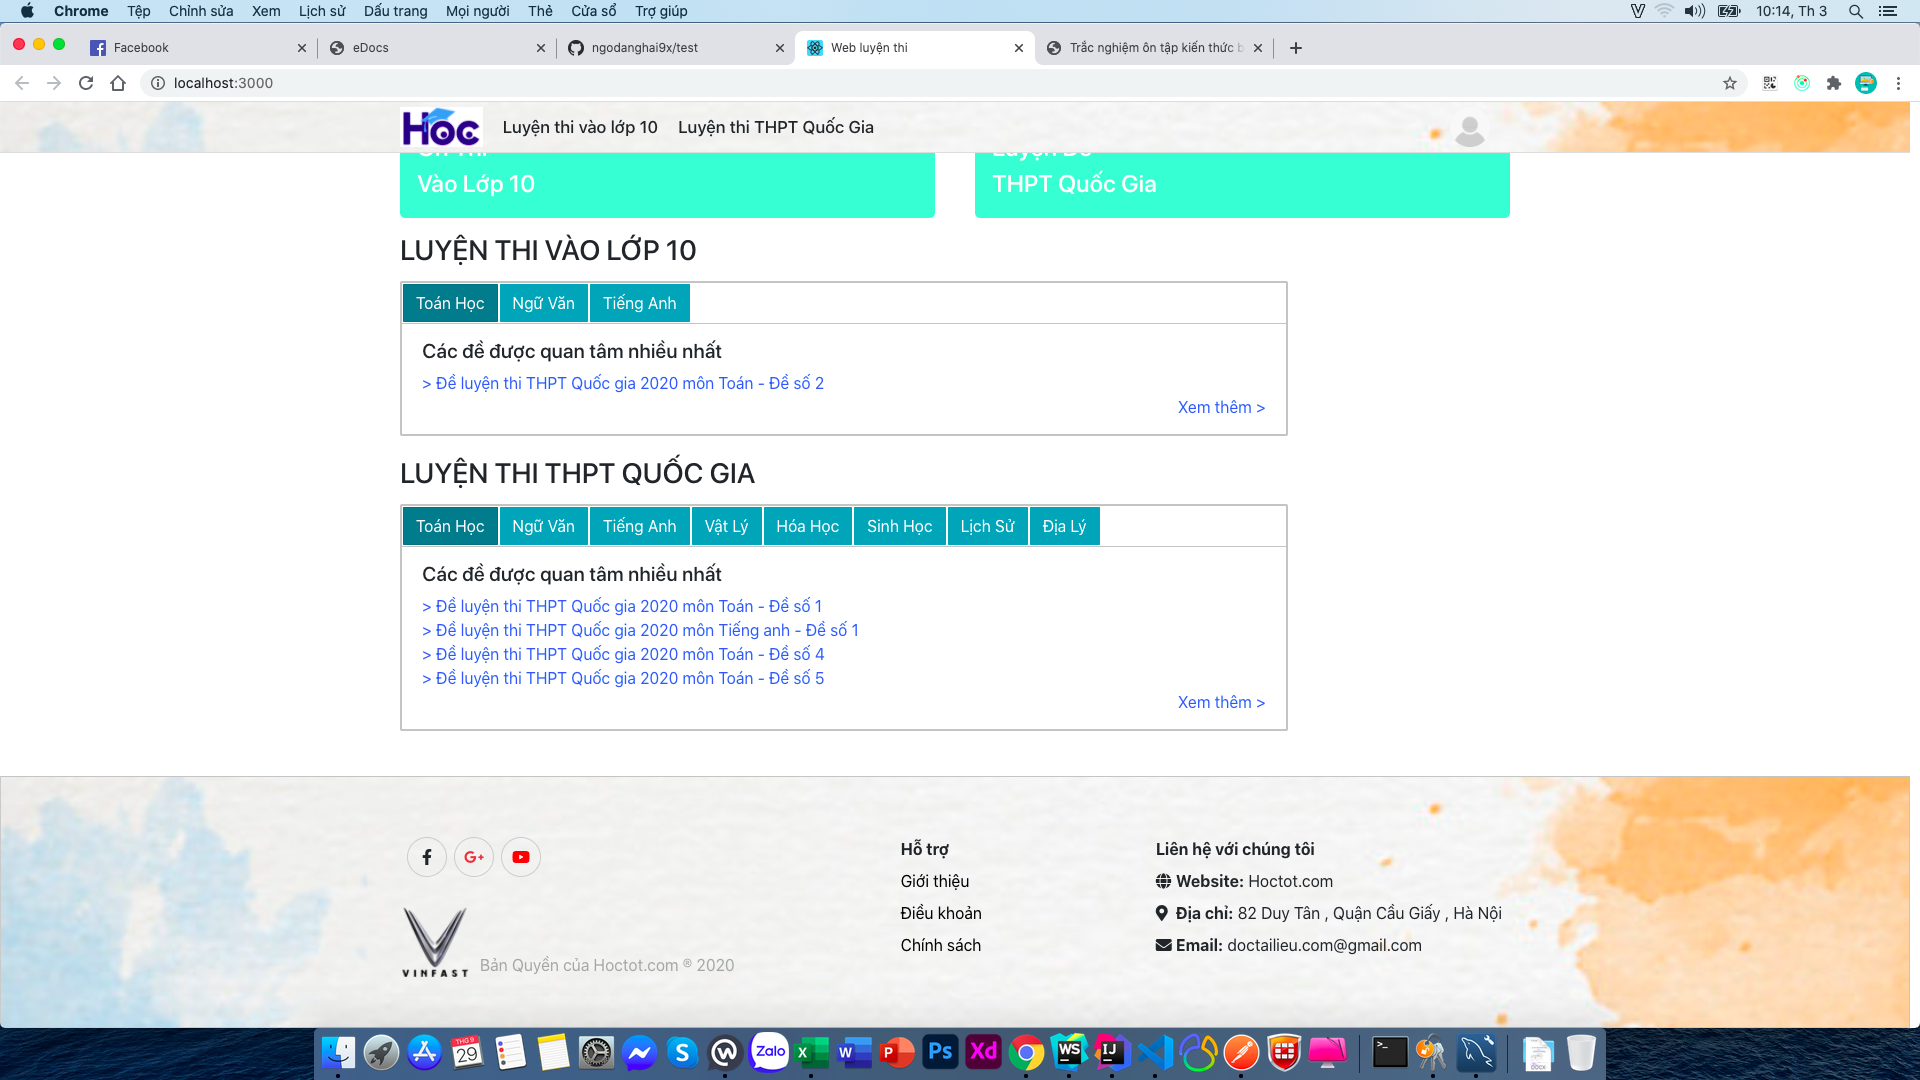 Chrome Tệp Chỉnh sửa Xem Lịch sử Dấu trang Mọi người Thẻ Cửa sổ Trợ giúp 10:14, Th 3
Facebook eDocs ngodanghai9x/test Web luyện thi Trắc nghiệm ôn tập kiến thức
localhost:3000
Học Luyện thi vào lớp 10 Luyện thi THPT Quốc Gia
Vào Lớp 10 THPT Quốc Gia
LUYỆN THI VÀO LỚP 10
Toán Học Ngữ Văn Tiếng Anh
Các đề được quan tâm nhiều nhất
> Đề luyện thi THPT Quốc gia 2020 môn Toán - Đề số 2
Xem thêm >
LUYỆN THI THPT QUỐC GIA
Toán Học Ngữ Văn Tiếng Anh Vật Lý Hóa Học Sinh Học Lịch Sử Địa Lý
Các đề được quan tâm nhiều nhất
> Đề luyện thi THPT Quốc gia 2020 môn Toán - Đề số 1
> Đề luyện thi THPT Quốc gia 2020 môn Tiếng anh - Đề số 1
> Đề luyện thi THPT Quốc gia 2020 môn Toán - Đề số 4
> Đề luyện thi THPT Quốc gia 2020 môn Toán - Đề số 5
Xem thêm >
Hỗ trợ
Giới thiệu
Điều khoản
Chính sách
Liên hệ với chúng tôi
Website: Hoctot.com
Địa chỉ: 82 Duy Tân , Quận Cầu Giấy , Hà Nội
Email: doctailieu.com@gmail.com
VINFAST Bản Quyền của Hoctot.com ® 2020
THG 9
29 Zalo Ps Xd WS IJ DOCX